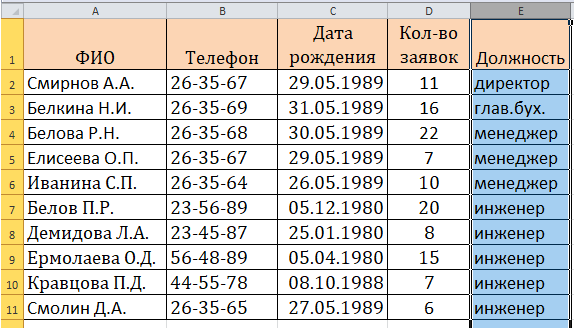 A B C D E
1 ФИО Телефон Дата рождения Кол-во заявок Должность
2 Смирнов А.А. 26-35-67 29.05.1989 11 директор
3 Белкина Н.И. 26-35-69 31.05.1989 16 глав.бух.
4 Белова Р.Н. 26-35-68 30.05.1989 22 менеджер
5 Елисеева О.П. 26-35-67 29.05.1989 7 менеджер
6 Иванина С.П. 26-35-64 26.05.1989 10 менеджер
7 Белов П.Р. 23-56-89 05.12.1980 20 инженер
8 Демидова Л.А. 23-45-87 25.01.1980 8 инженер
9 Ермолаева О.Д. 56-48-89 05.04.1980 15 инженер
10 Кравцова П.Д. 44-55-78 08.10.1988 7 инженер
11 Смолин Д.А. 26-35-65 27.05.1989 6 инженер